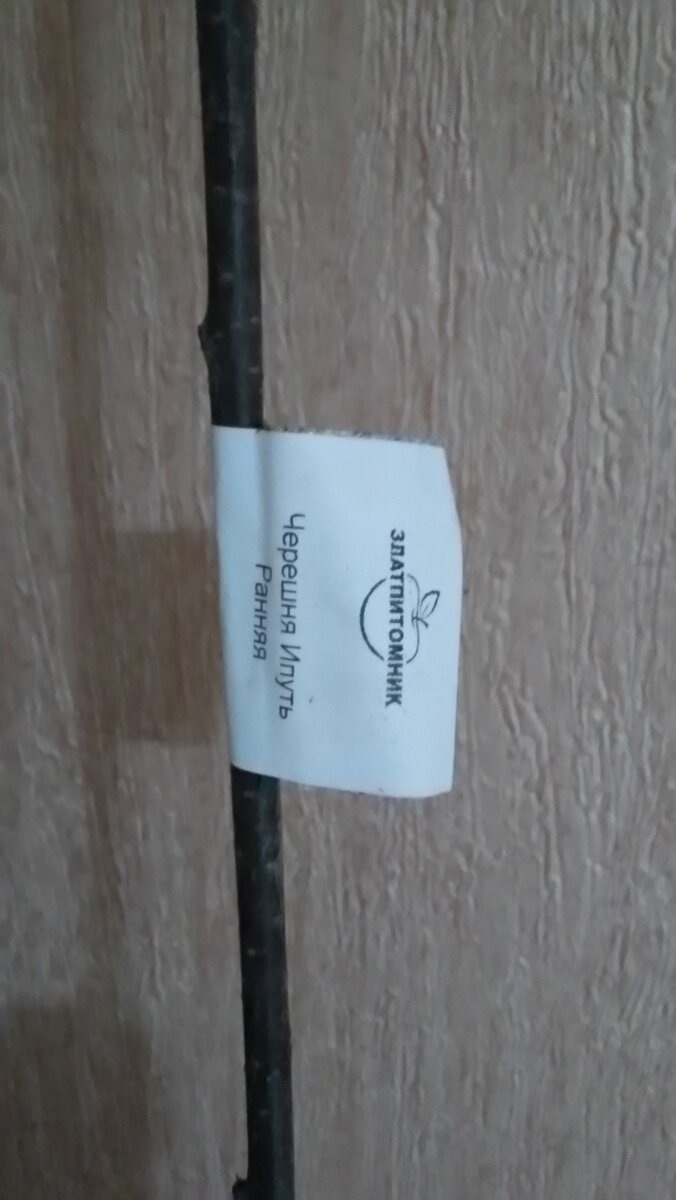 ЗЛАТПИТОМНИК
Черешня Ипуть
Ранняя